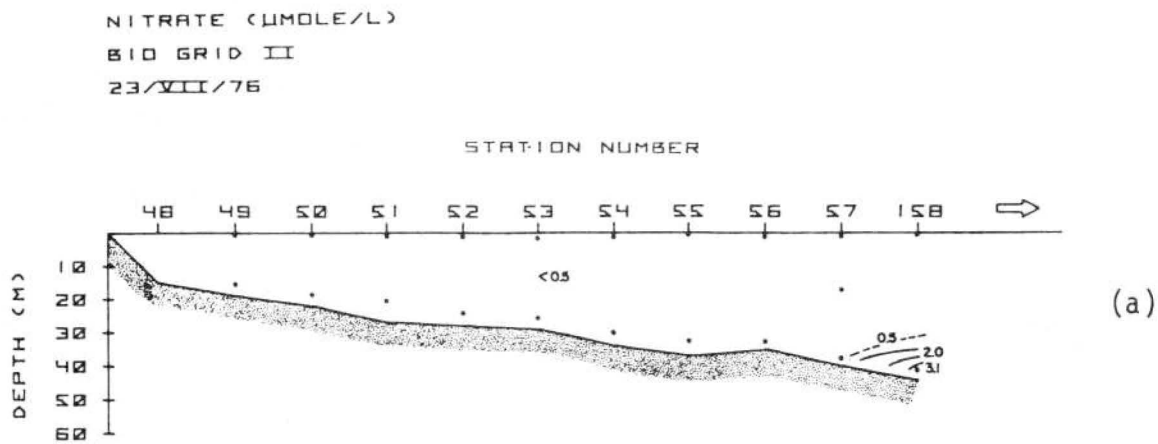 NITRATE (µMOLE/L)
BIO GRID II
23/VII/76
STATION NUMBER
48 49 50 51 52 53 54 55 56 57 158
10
20
30
40
50
60
DEPTH (M)
<0.5
0.5
2.0
3.1
(a)